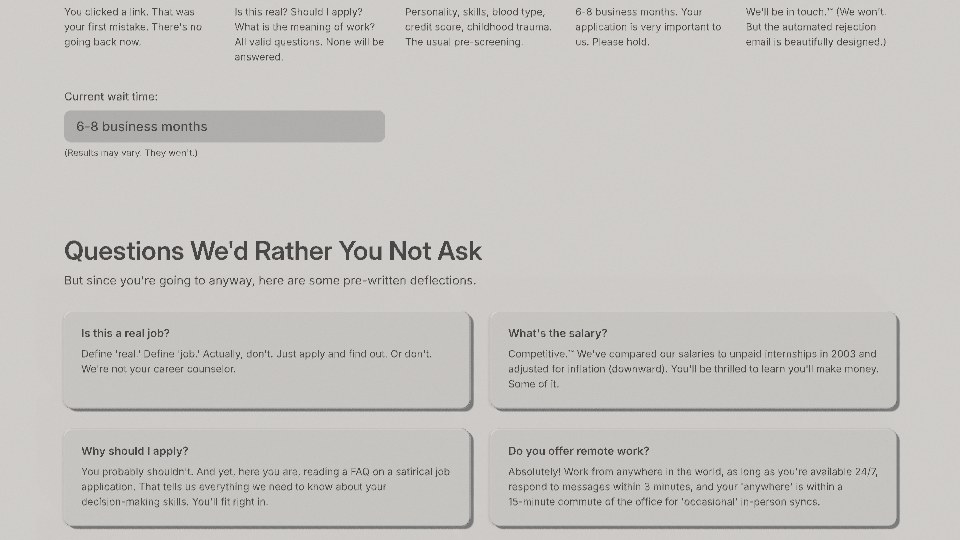 You clicked a link. That was
your first mistake. There's no
going back now.
Is this real? Should I apply?
What is the meaning of work?
All valid questions. None will be
answered.
Personality, skills, blood type,
credit score, childhood trauma.
The usual pre-screening.
6-8 business months. Your
application is very important to
us. Please hold.
We'll be in touch.™ (We won't.
But the automated rejection
email is beautifully designed.)
Current wait time:
6-8 business months
(Results may vary. They won't.)
Questions We'd Rather You Not Ask
But since you're going to anyway, here are some pre-written deflections.
Is this a real job?
Define 'real.' Define 'job.' Actually, don't. Just apply and find out. Or don't.
We're not your career counselor.
What's the salary?
Competitive.™ We've compared our salaries to unpaid internships in 2003 and
adjusted for inflation (downward). You'll be thrilled to learn you'll make money.
Some of it.
Why should I apply?
You probably shouldn't. And yet, here you are, reading a FAQ on a satirical job
application. That tells us everything we need to know about your
decision-making skills. You'll fit right in.
Do you offer remote work?
Absolutely! Work from anywhere in the world, as long as you're available 24/7,
respond to messages within 3 minutes, and your 'anywhere' is within a
15-minute commute of the office for 'occasional' in-person syncs.